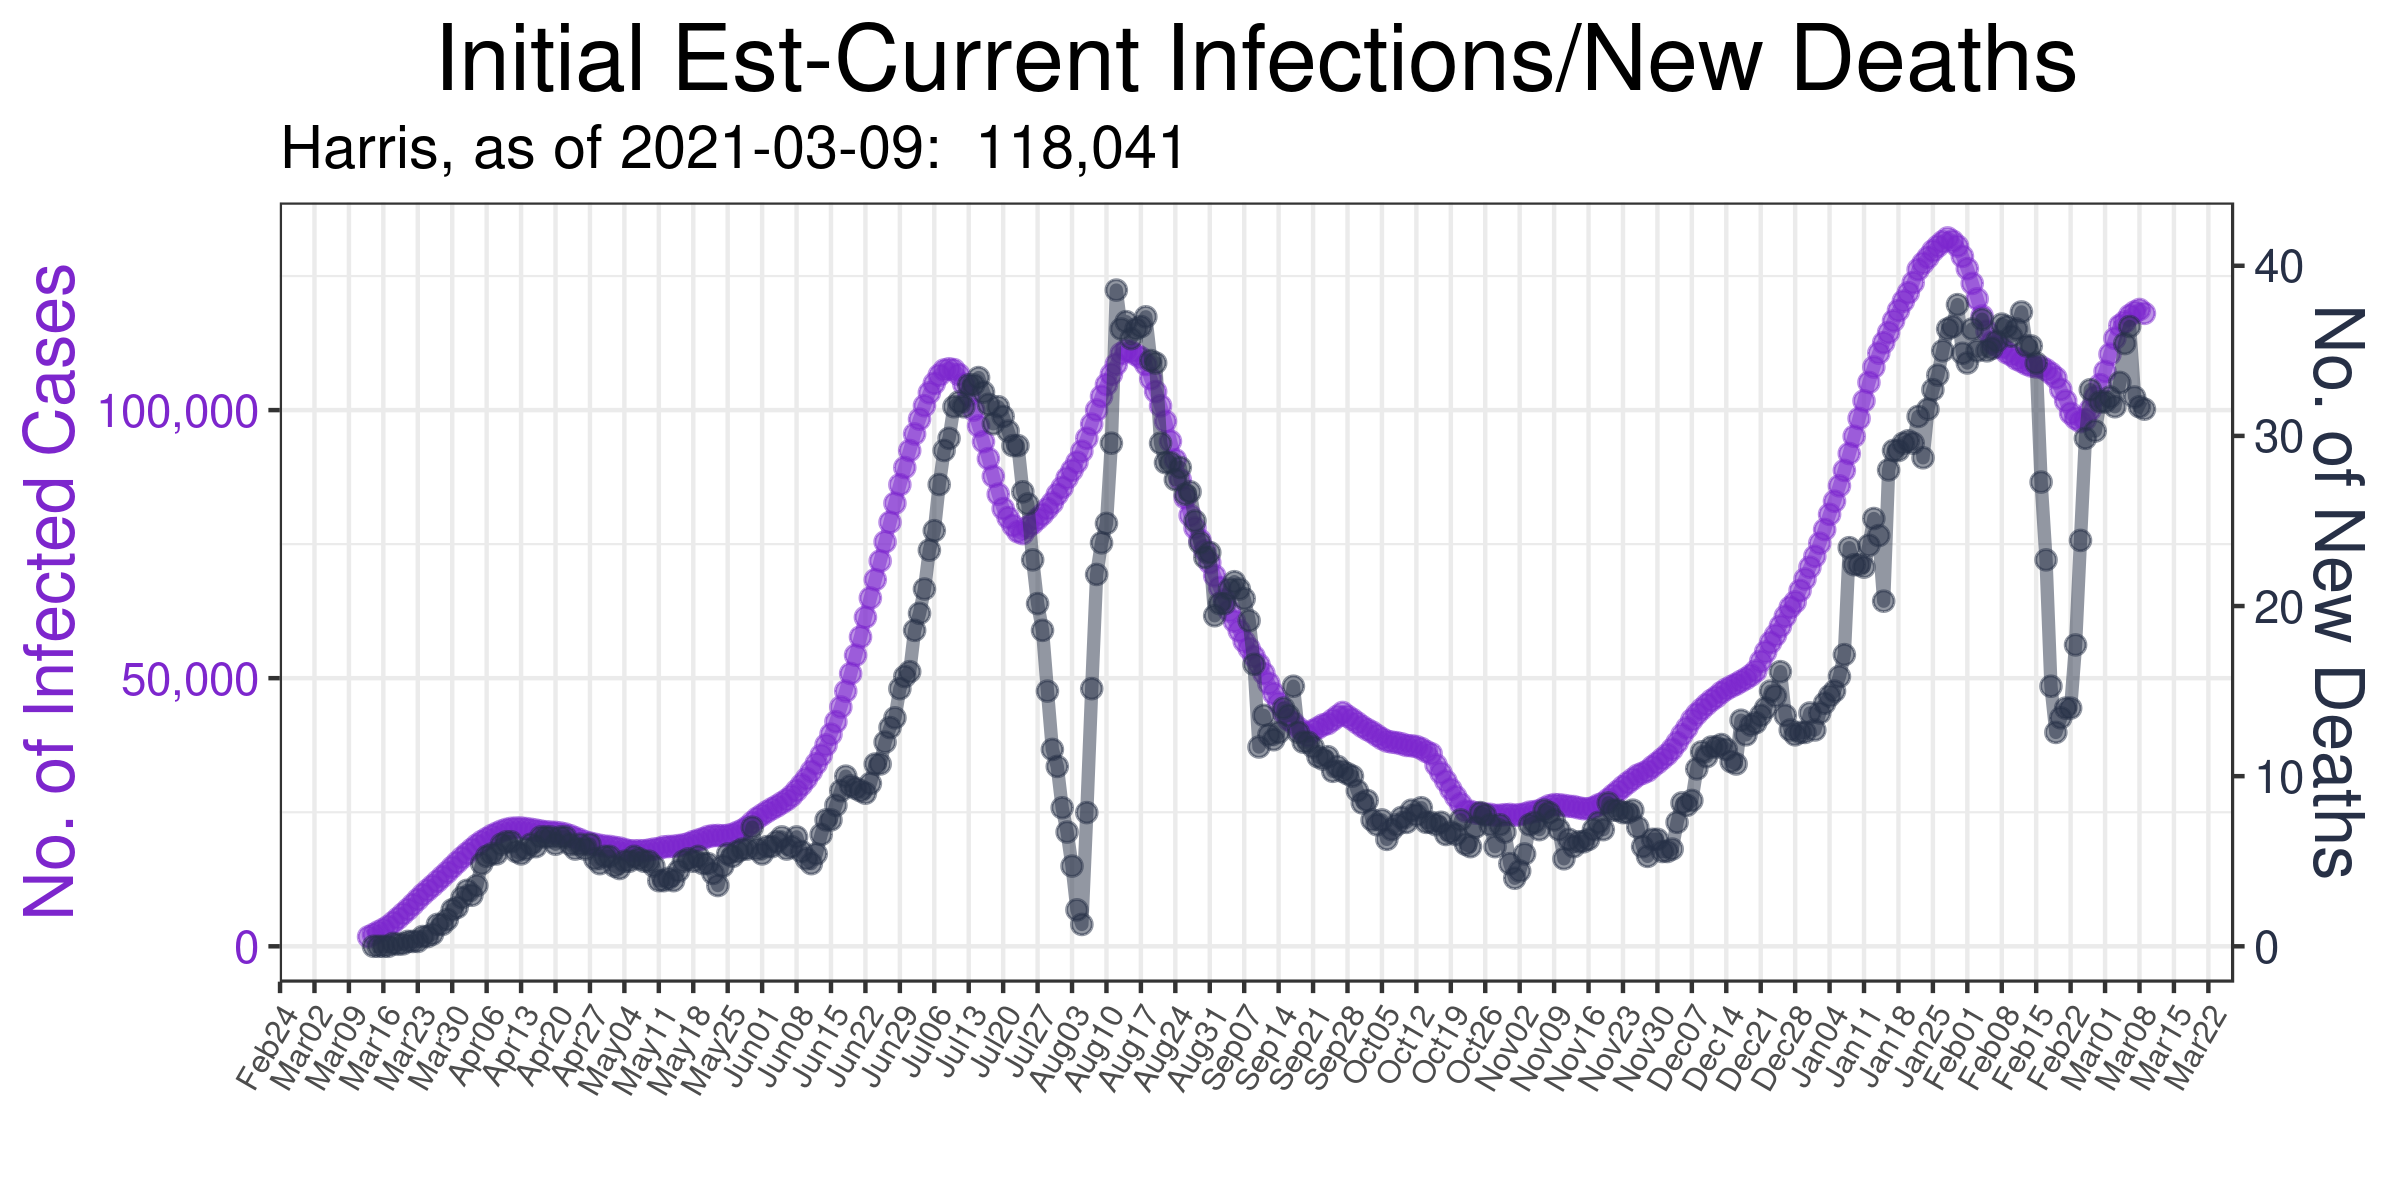 Initial Est-Current Infections/New Deaths
Harris, as of 2021-03-09:  118,041
No. of Infected Cases
100,000
50,000
0
40
30
20
10
0
No. of New Deaths
Feb24
Mar02
Mar09
Mar16
Mar23
Mar30
Apr06
Apr13
Apr20
Apr27
May04
May11
May18
May25
Jun01
Jun08
Jun15
Jun22
Jun29
Jul06
Jul13
Jul20
Jul27
Aug03
Aug10
Aug17
Aug24
Aug31
Sep07
Sep14
Sep21
Sep28
Oct05
Oct12
Oct19
Oct26
Nov02
Nov09
Nov16
Nov23
Nov30
Dec07
Dec14
Dec21
Dec28
Jan04
Jan11
Jan18
Jan25
Feb01
Feb08
Feb15
Feb22
Mar01
Mar08
Mar15
Mar22